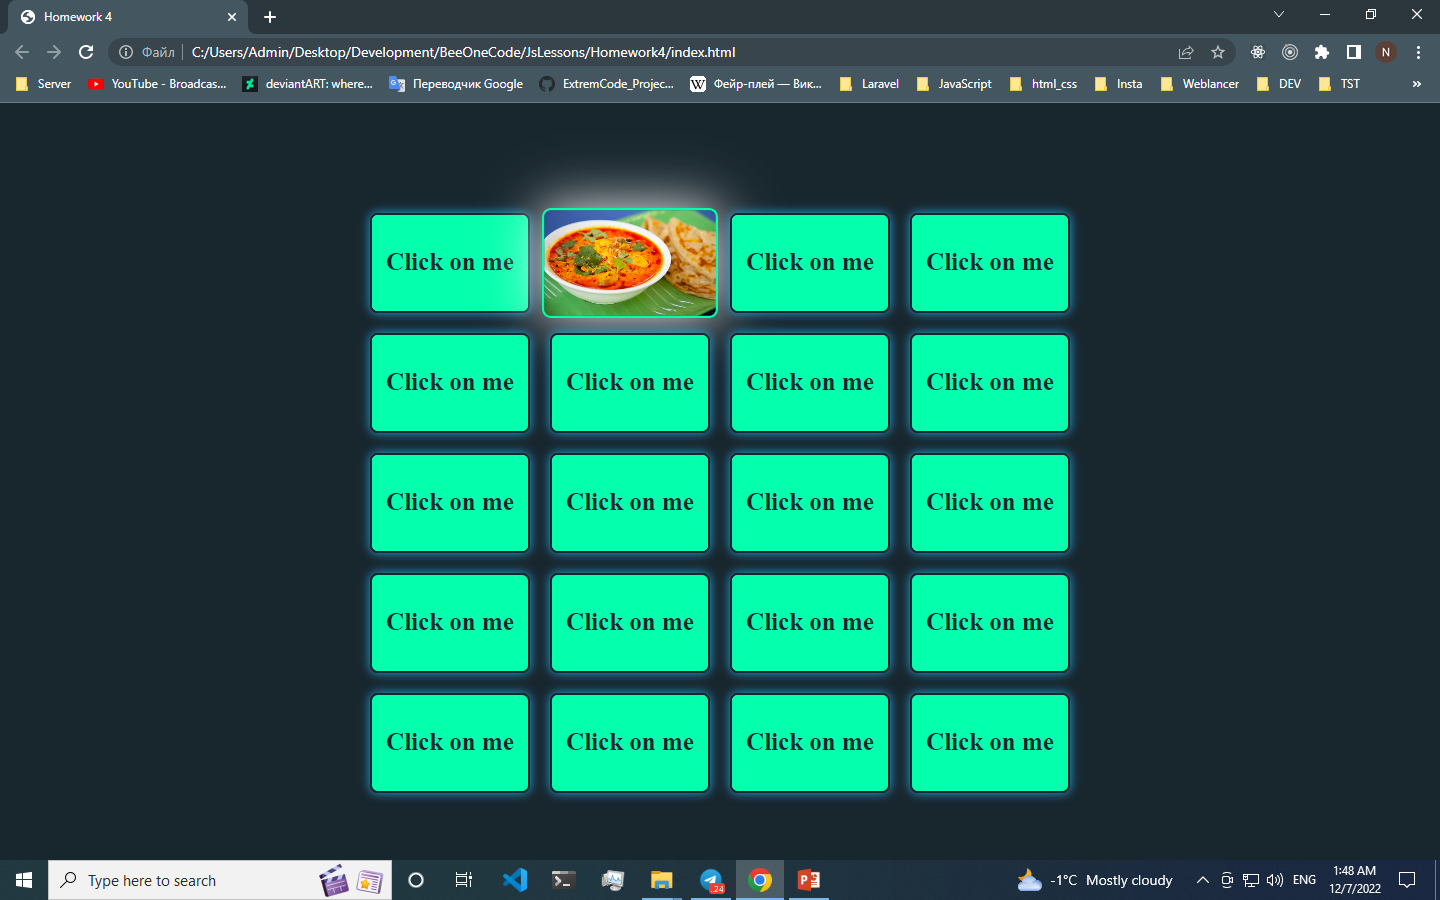 Homework 4
Файл C:/Users/Admin/Desktop/Development/BeeOneCode/JsLessons/Homework4/index.html
N
Server YouTube - Broadcas... deviantART: where... Переводчик Google ExtremCode_Projec... Фейр-плей — Вик... Laravel JavaScript html_css Insta Weblancer DEV TST »
Click on me Click on me Click on me
Click on me Click on me Click on me Click on me
Click on me Click on me Click on me Click on me
Click on me Click on me Click on me Click on me
Click on me Click on me Click on me Click on me
Type here to search
24
-1°C Mostly cloudy
ENG
1:48 AM
12/7/2022